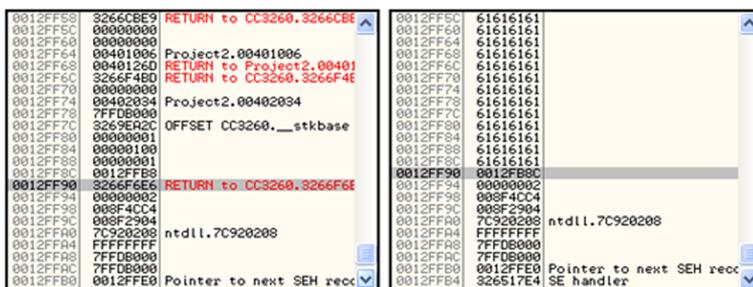 0012FF58 3266CBE9 RETURN to CC3260.3266CBE
0012FF5C 00000000
0012FF60 00000000
0012FF64 00401006 Project2.00401006
0012FF68 0040126D RETURN to Project2.00401
0012FF6C 3266F4BD RETURN to CC3260.3266F4B
0012FF70 00000000
0012FF74 00402034 Project2.00402034
0012FF78 7FFDB000
0012FF7C 3269EA2C OFFSET CC3260.__stkbase
0012FF80 00000001
0012FF84 00000100
0012FF88 00000001
0012FF8C 0012FFB8
0012FF90 3266F6E6 RETURN to CC3260.3266F6E
0012FF94 00000002
0012FF98 008F4CC4
0012FF9C 008F2904
0012FFA0 7C920208 ntdll.7C920208
0012FFA4 FFFFFFFF
0012FFA8 7FFDB000
0012FFAC 7FFDB000
0012FFB0 0012FFE0 Pointer to next SEH recc
0012FF5C 61616161
0012FF60 61616161
0012FF64 61616161
0012FF68 61616161
0012FF6C 61616161
0012FF70 61616161
0012FF74 61616161
0012FF78 61616161
0012FF7C 61616161
0012FF80 61616161
0012FF84 61616161
0012FF88 61616161
0012FF8C 61616161
0012FF90 0012FB8C
0012FF94 00000002
0012FF98 008F4CC4
0012FF9C 008F2904
0012FFA0 7C920208 ntdll.7C920208
0012FFA4 FFFFFFFF
0012FFA8 7FFDB000
0012FFAC 7FFDB000
0012FFB0 0012FFE0 Pointer to next SEH recc
0012FFB4 326517E4 SE handler